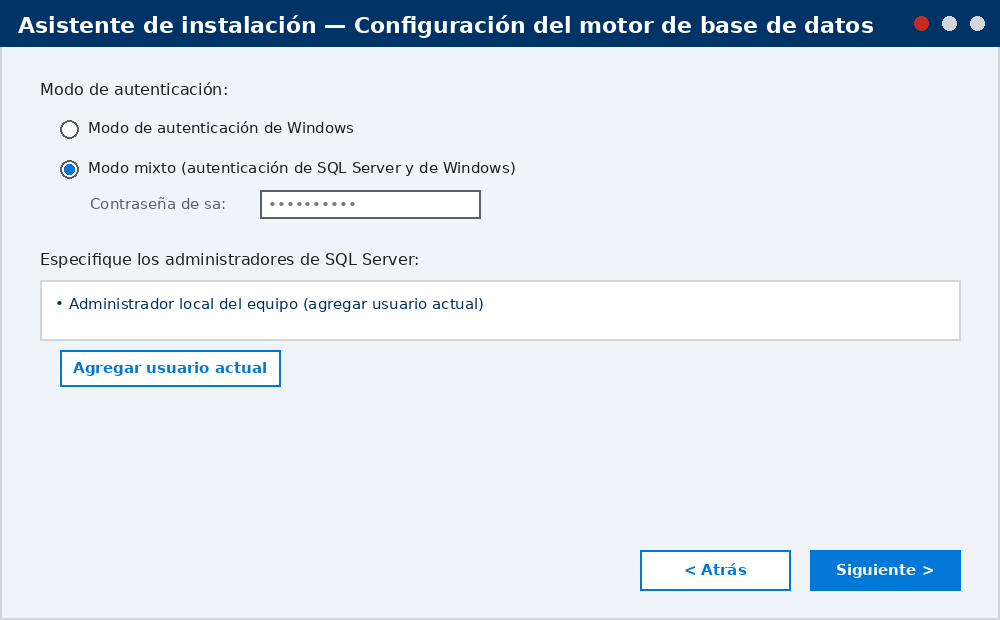 Asistente de instalación — Configuración del motor de base de datos
Modo de autenticación:
Modo de autenticación de Windows
Modo mixto (autenticación de SQL Server y de Windows)
Contraseña de sa: ••••••••••
Especifique los administradores de SQL Server:
• Administrador local del equipo (agregar usuario actual)
Agregar usuario actual
< Atrás Siguiente >